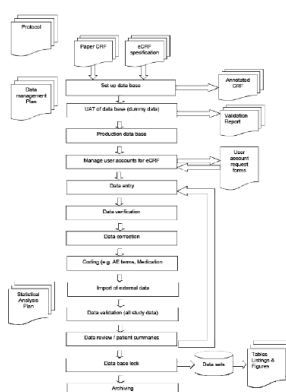 Protocol
Paper CRF
eCRF
specification
Data
management
Plan
Set up data base
Annotated
CRF
UAT of data base (dummy data)
Validation
Report
Production data base
Manage user accounts for eCRF
User
account
request
forms
Data entry
Data verification
Data correction
Coding (e.g. AE terms, Medication
Import of external data
Statistical
Analysis
Plan
Data validation (all study data)
Data review / patient summaries
Data base lock
Data sets
Tables
Listings &
Figures
Archiving